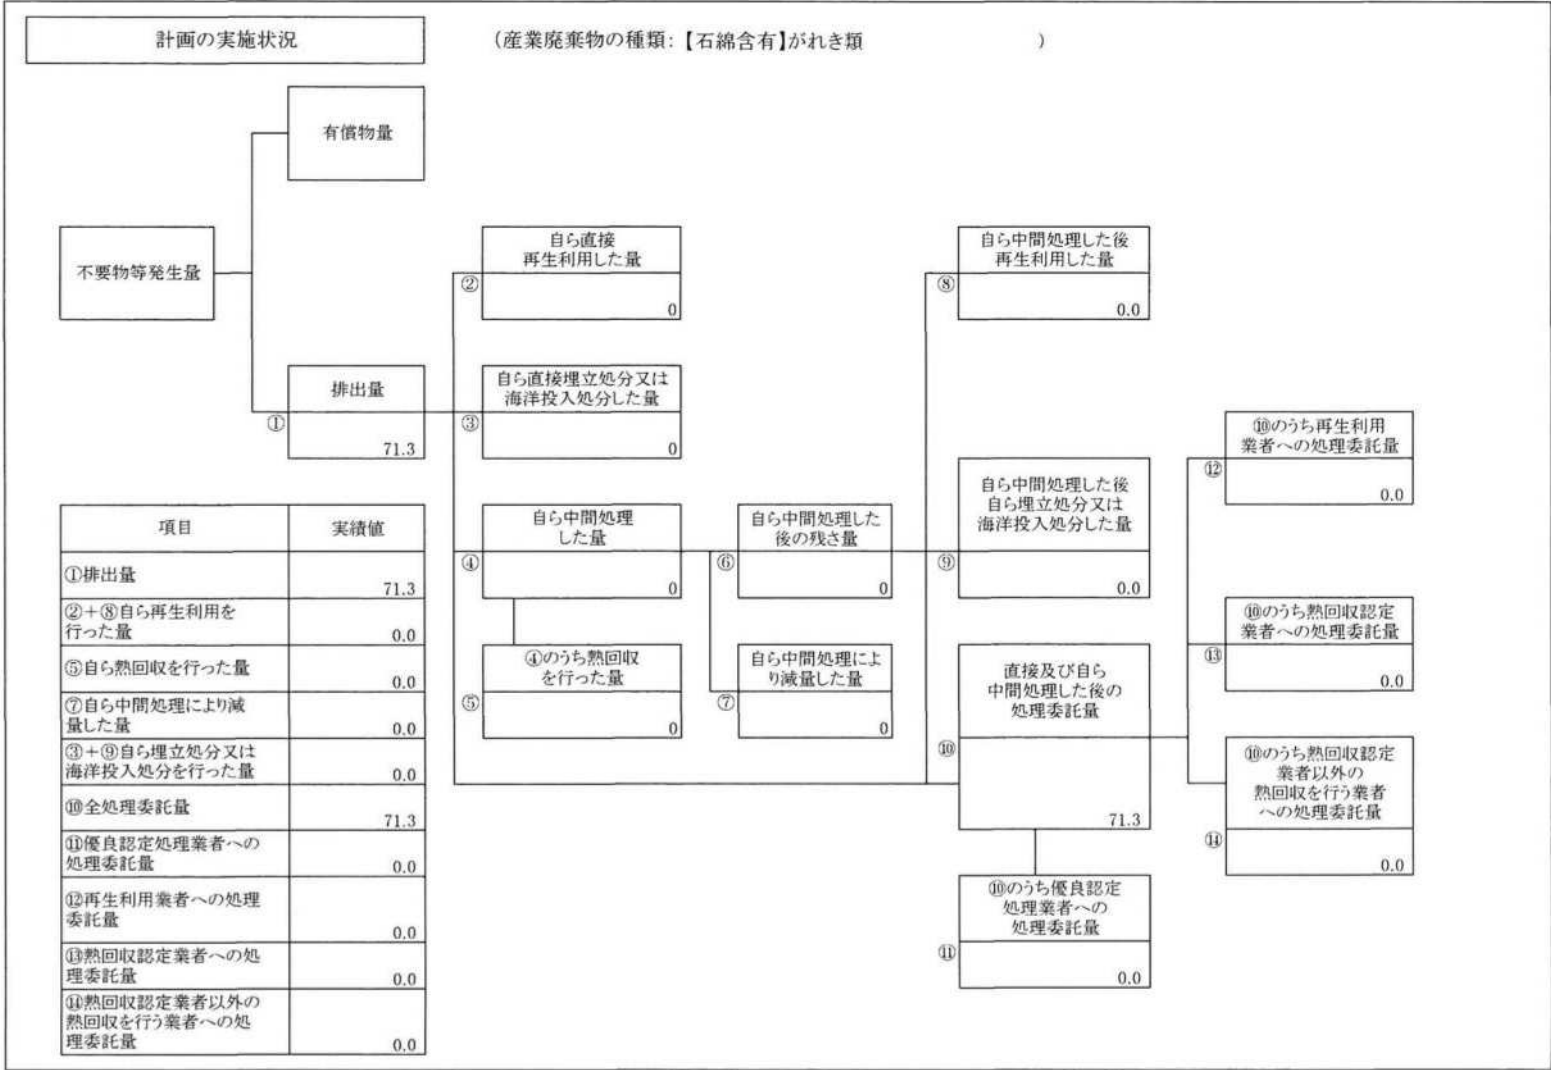 計画の実施状況
(産業廃棄物の種類:【石綿含有】がれき類 )
有償物量
不要物等発生量
排出量
①
71.3
自ら直接
再生利用した量
②
0
自ら直接埋立処分又は
海洋投入処分した量
③
0
自ら中間処理
した量
④
0
④のうち熱回収
を行った量
⑤
0
自ら中間処理した
後の残さ量
⑥
0
自ら中間処理によ
り減量した量
⑦
0
自ら中間処理した後
再生利用した量
⑧
0.0
自ら中間処理した後
自ら埋立処分又は
海洋投入処分した量
⑨
0.0
直接及び自ら
中間処理した後の
処理委託量
⑩
71.3
⑩のうち優良認定
処理業者への
処理委託量
⑪
0.0
⑩のうち再生利用
業者への処理委託量
⑫
0.0
⑩のうち熱回収認定
業者への処理委託量
⑬
0.0
⑩のうち熱回収認定
業者以外の
熱回収を行う業者
への処理委託量
⑭
0.0
項目 実績値
①排出量
71.3
②+⑧自ら再生利用を
行った量
0.0
⑤自ら熱回収を行った量
0.0
⑦自ら中間処理により減
量した量
0.0
③+⑨自ら埋立処分又は
海洋投入処分を行った量
0.0
⑩全処理委託量
71.3
⑪優良認定処理業者への
処理委託量
0.0
⑫再生利用業者への処理
委託量
0.0
⑬熱回収認定業者への処
理委託量
0.0
⑭熱回収認定業者以外の
熱回収を行う業者への処
理委託量
0.0